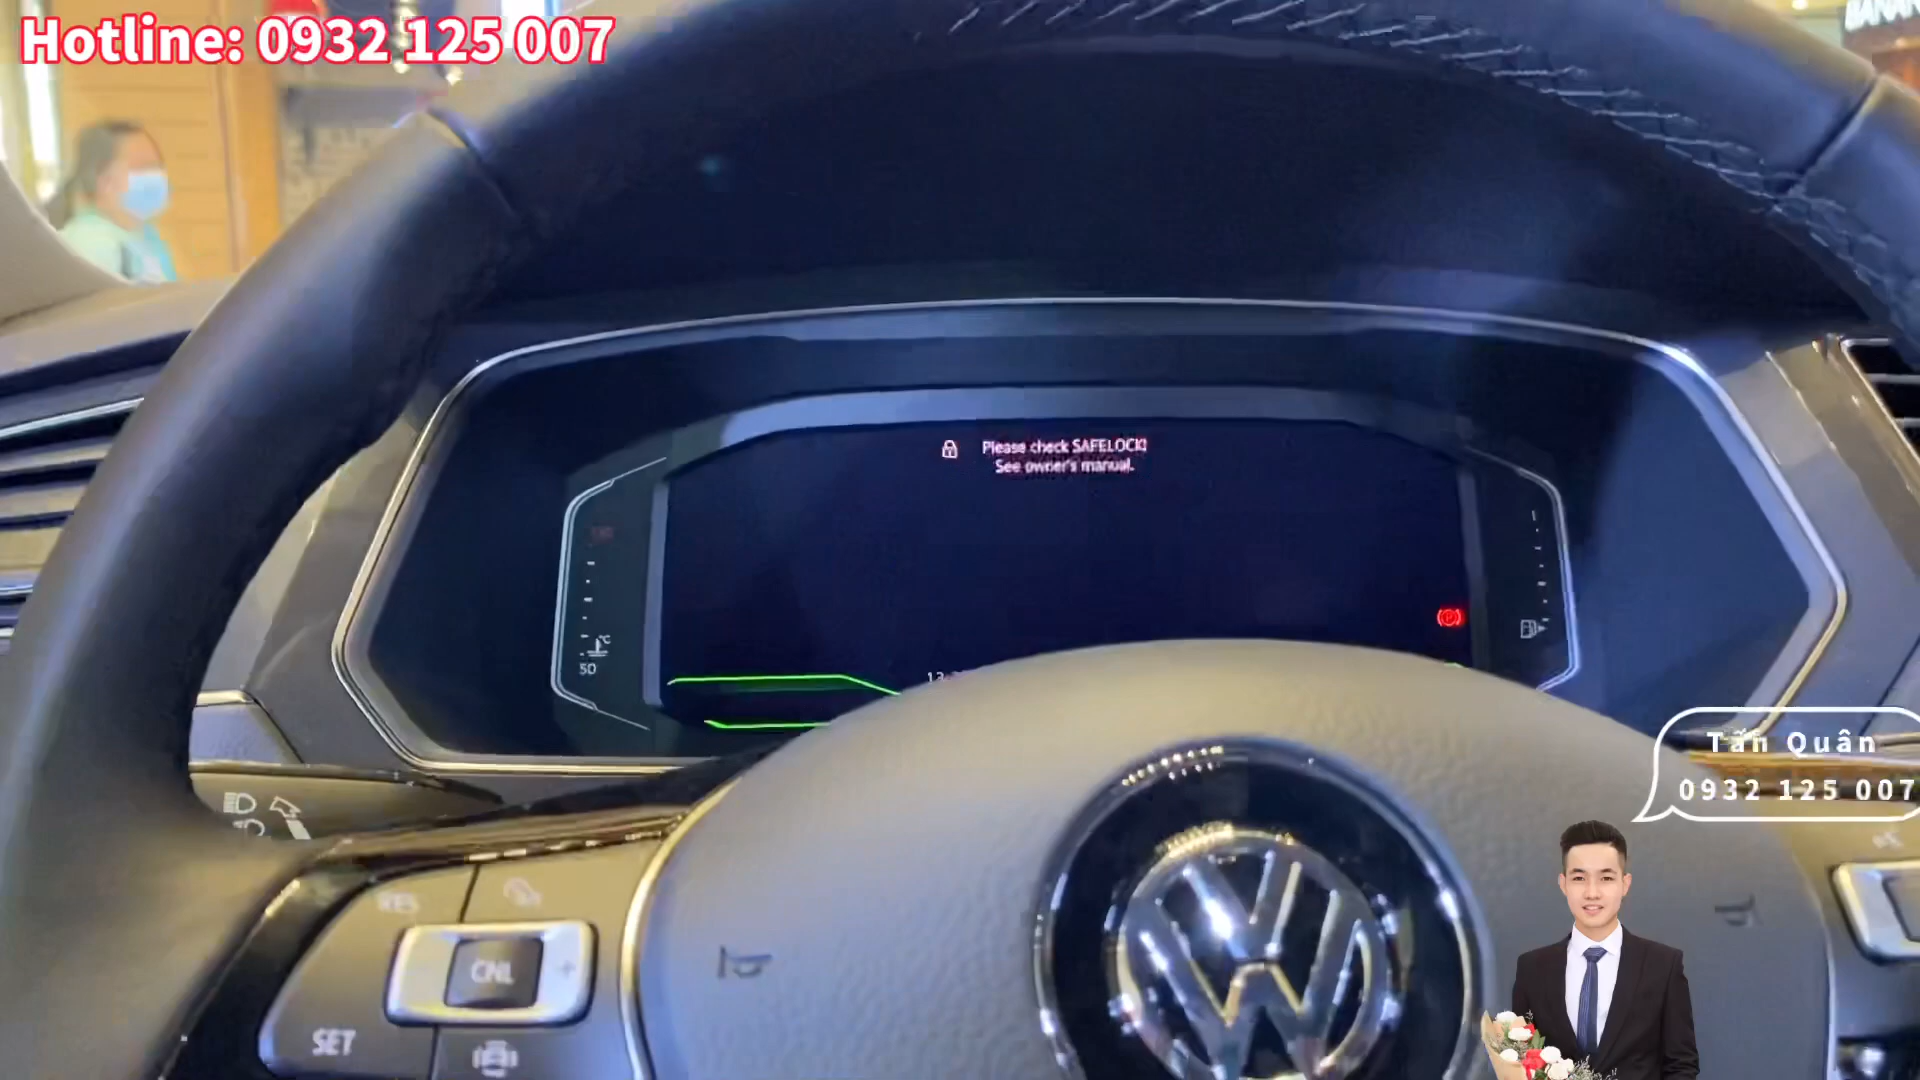 Hotline: 0932 125 007
BANAN
Please check SAFELOCK!
See owner's manual.
°C
50
Tấn Quân
0932 125 007
RES
CNL
+
SET